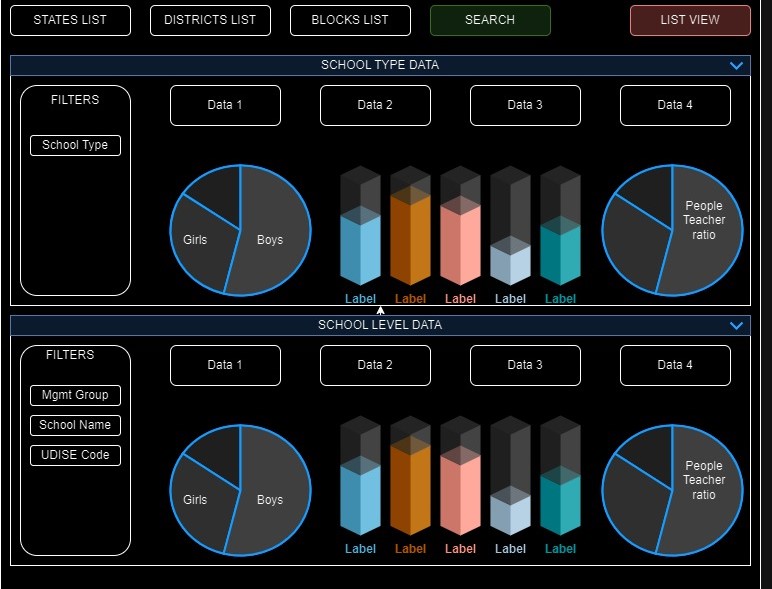 STATES LIST
DISTRICTS LIST
BLOCKS LIST
SEARCH
LIST VIEW
SCHOOL TYPE DATA
FILTERS
School Type
Data 1
Data 2
Data 3
Data 4
Girls
Boys
Label
Label
Label
Label
Label
People
Teacher
ratio
SCHOOL LEVEL DATA
FILTERS
Mgmt Group
School Name
UDISE Code
Data 1
Data 2
Data 3
Data 4
Girls
Boys
Label
Label
Label
Label
Label
People
Teacher
ratio